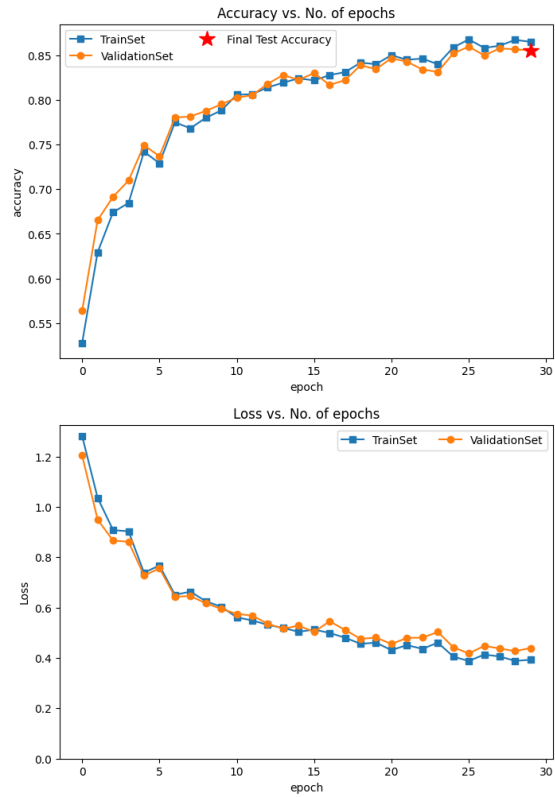 Accuracy vs. No. of epochs
TrainSet
ValidationSet
Final Test Accuracy
0.85
0.80
0.75
0.70
0.65
0.60
0.55
accuracy
0 5 10 15 20 25 30
epoch
Loss vs. No. of epochs
TrainSet ValidationSet
1.2
1.0
0.8
0.6
0.4
0.2
0.0
Loss
0 5 10 15 20 25 30
epoch